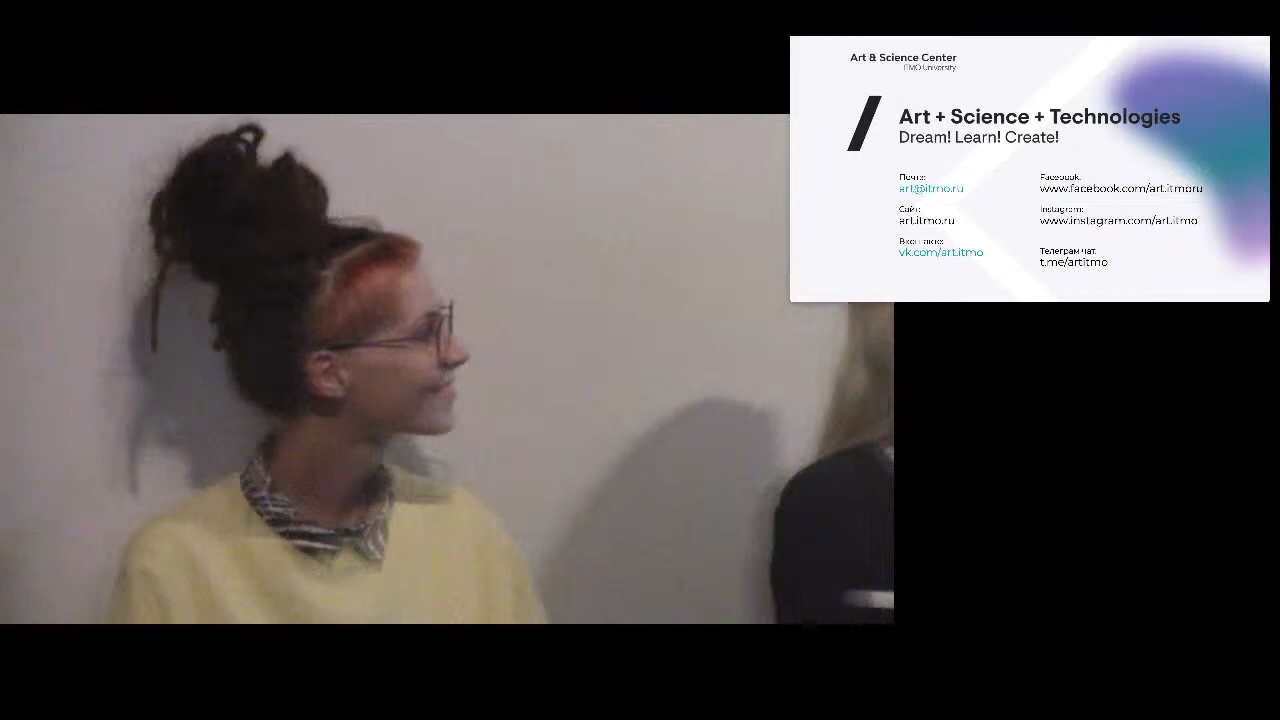 Art & Science Center
ITMO University
Art + Science + Technologies
Dream! Learn! Create!
Почта:
art@itmo.ru
Сайт:
art.itmo.ru
Вконтакте:
vk.com/art.itmo
Facebook:
www.facebook.com/art.itmoru
Instagram:
www.instagram.com/art.itmo
Телеграм чат:
t.me/artitmo